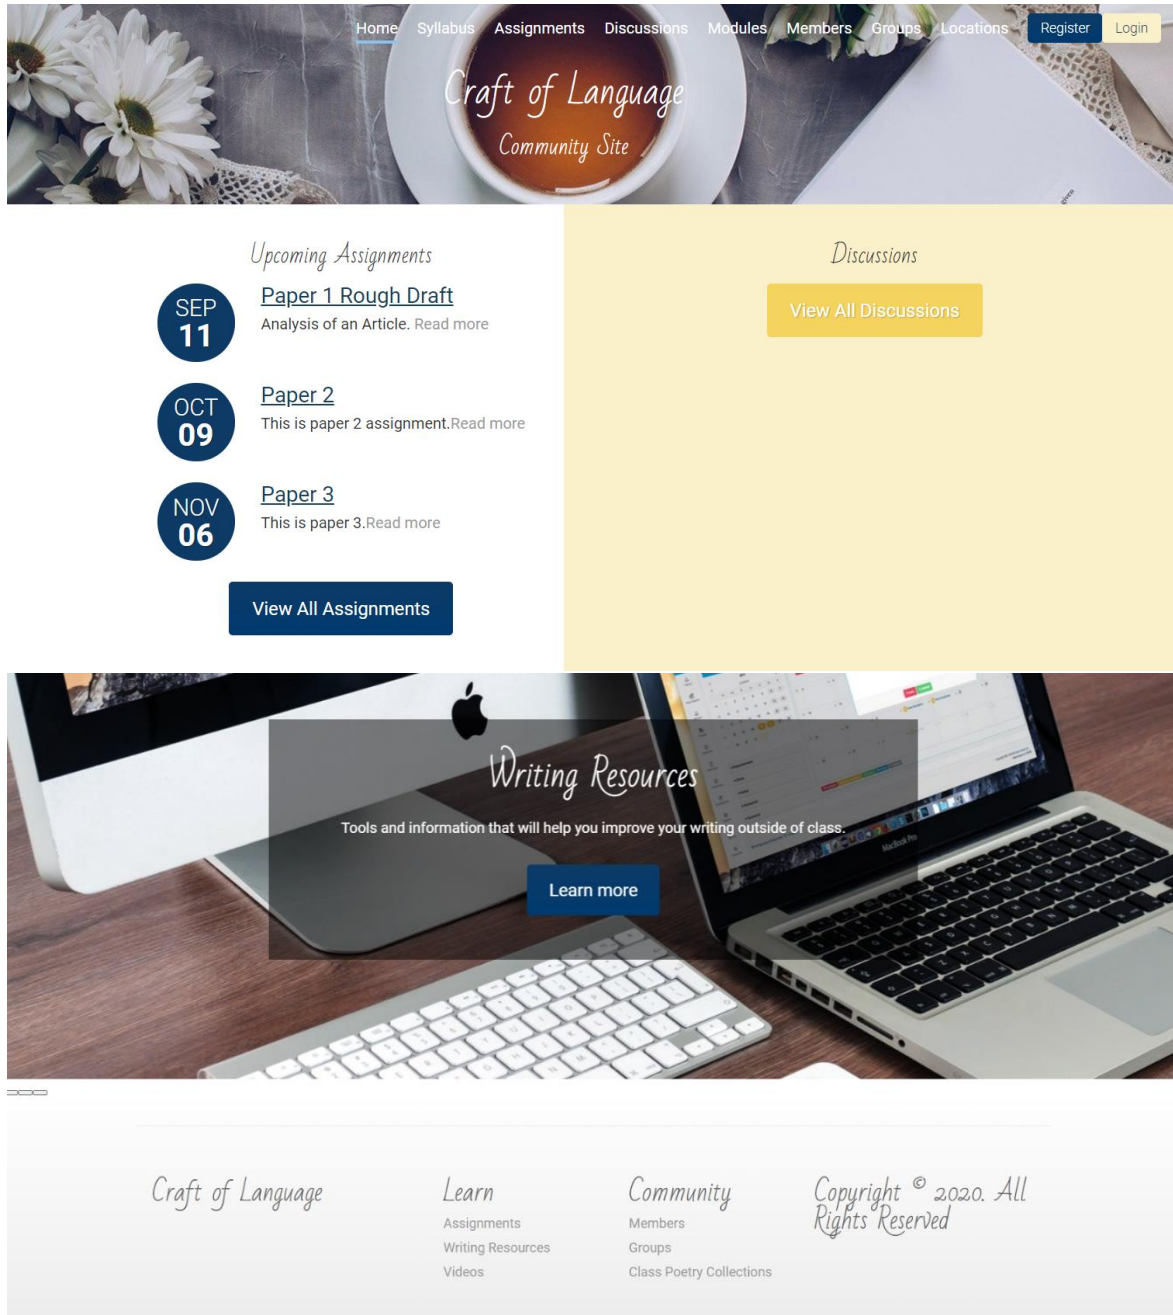 Home Syllabus Assignments Discussions Modules Members Groups Locations Register Login
Craft of Language
Community Site
given
Upcoming Assignments
SEP
11
Paper 1 Rough Draft
Analysis of an Article. Read more
OCT
09
Paper 2
This is paper 2 assignment.Read more
NOV
06
Paper 3
This is paper 3.Read more
View All Assignments
Discussions
View All Discussions
Writing Resources
Tools and information that will help you improve your writing outside of class.
Learn more
MacBook Pro
Craft of Language
Learn
Assignments
Writing Resources
Videos
Community
Members
Groups
Class Poetry Collections
Copyright © 2020. All
Rights Reserved